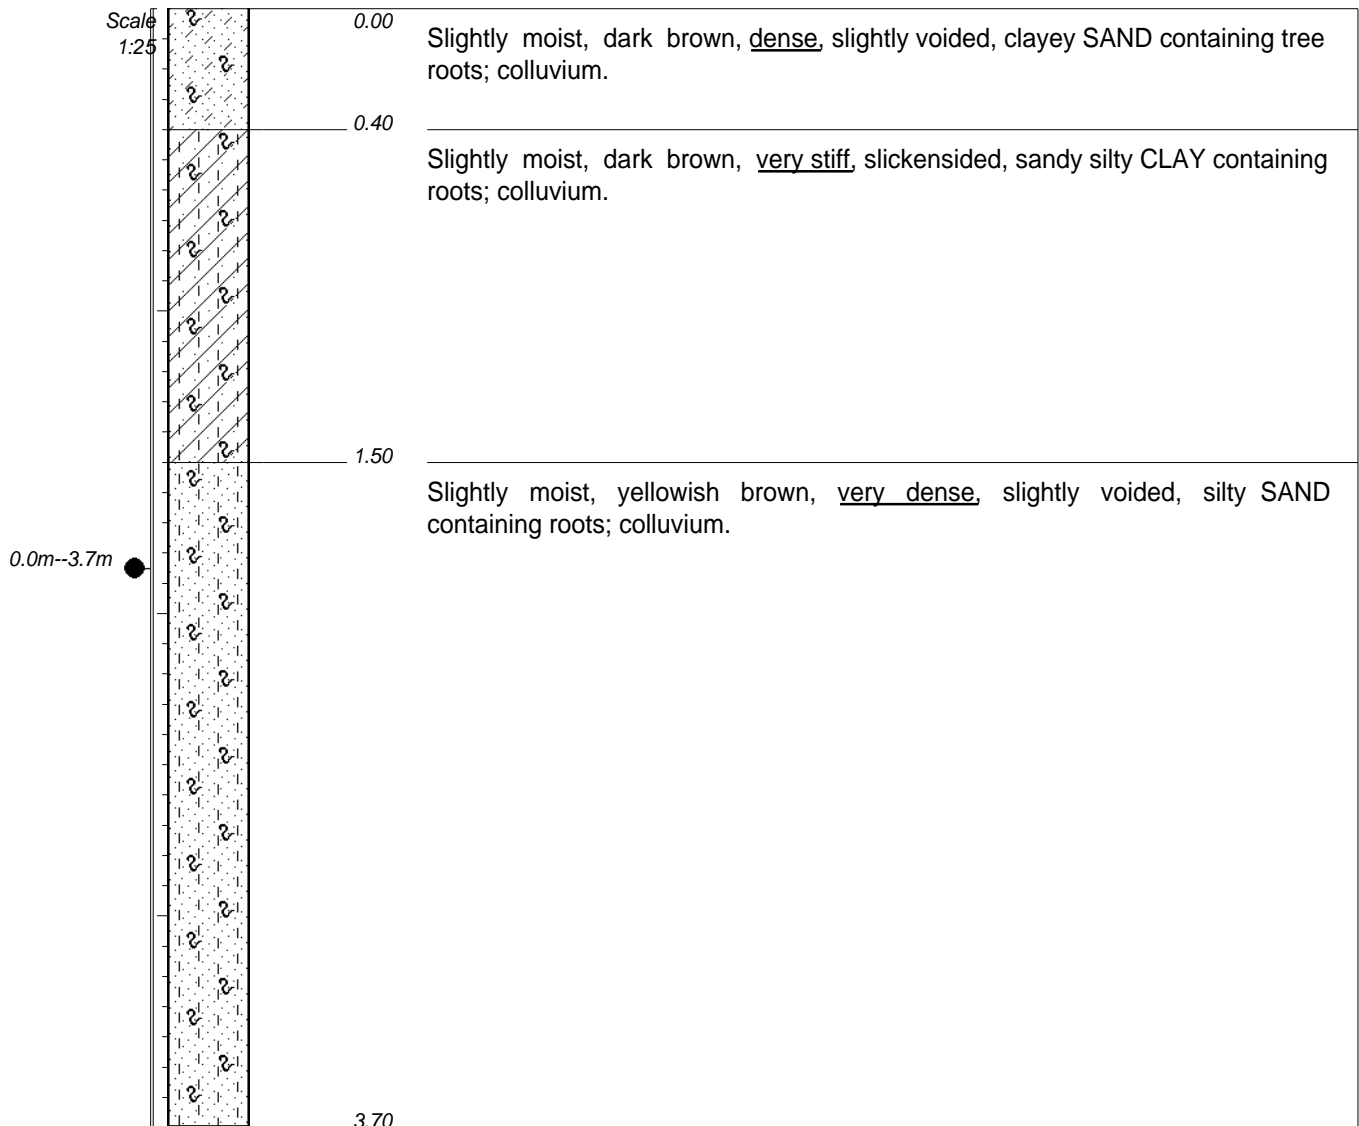 Scale
1:25
0.00
Slightly moist, dark brown, dense, slightly voided, clayey SAND containing tree
roots; colluvium.
0.40
Slightly moist, dark brown, very stiff, slickensided, sandy silty CLAY containing
roots; colluvium.
1.50
Slightly moist, yellowish brown, very dense, slightly voided, silty SAND
containing roots; colluvium.
0.0m--3.7m
3.70